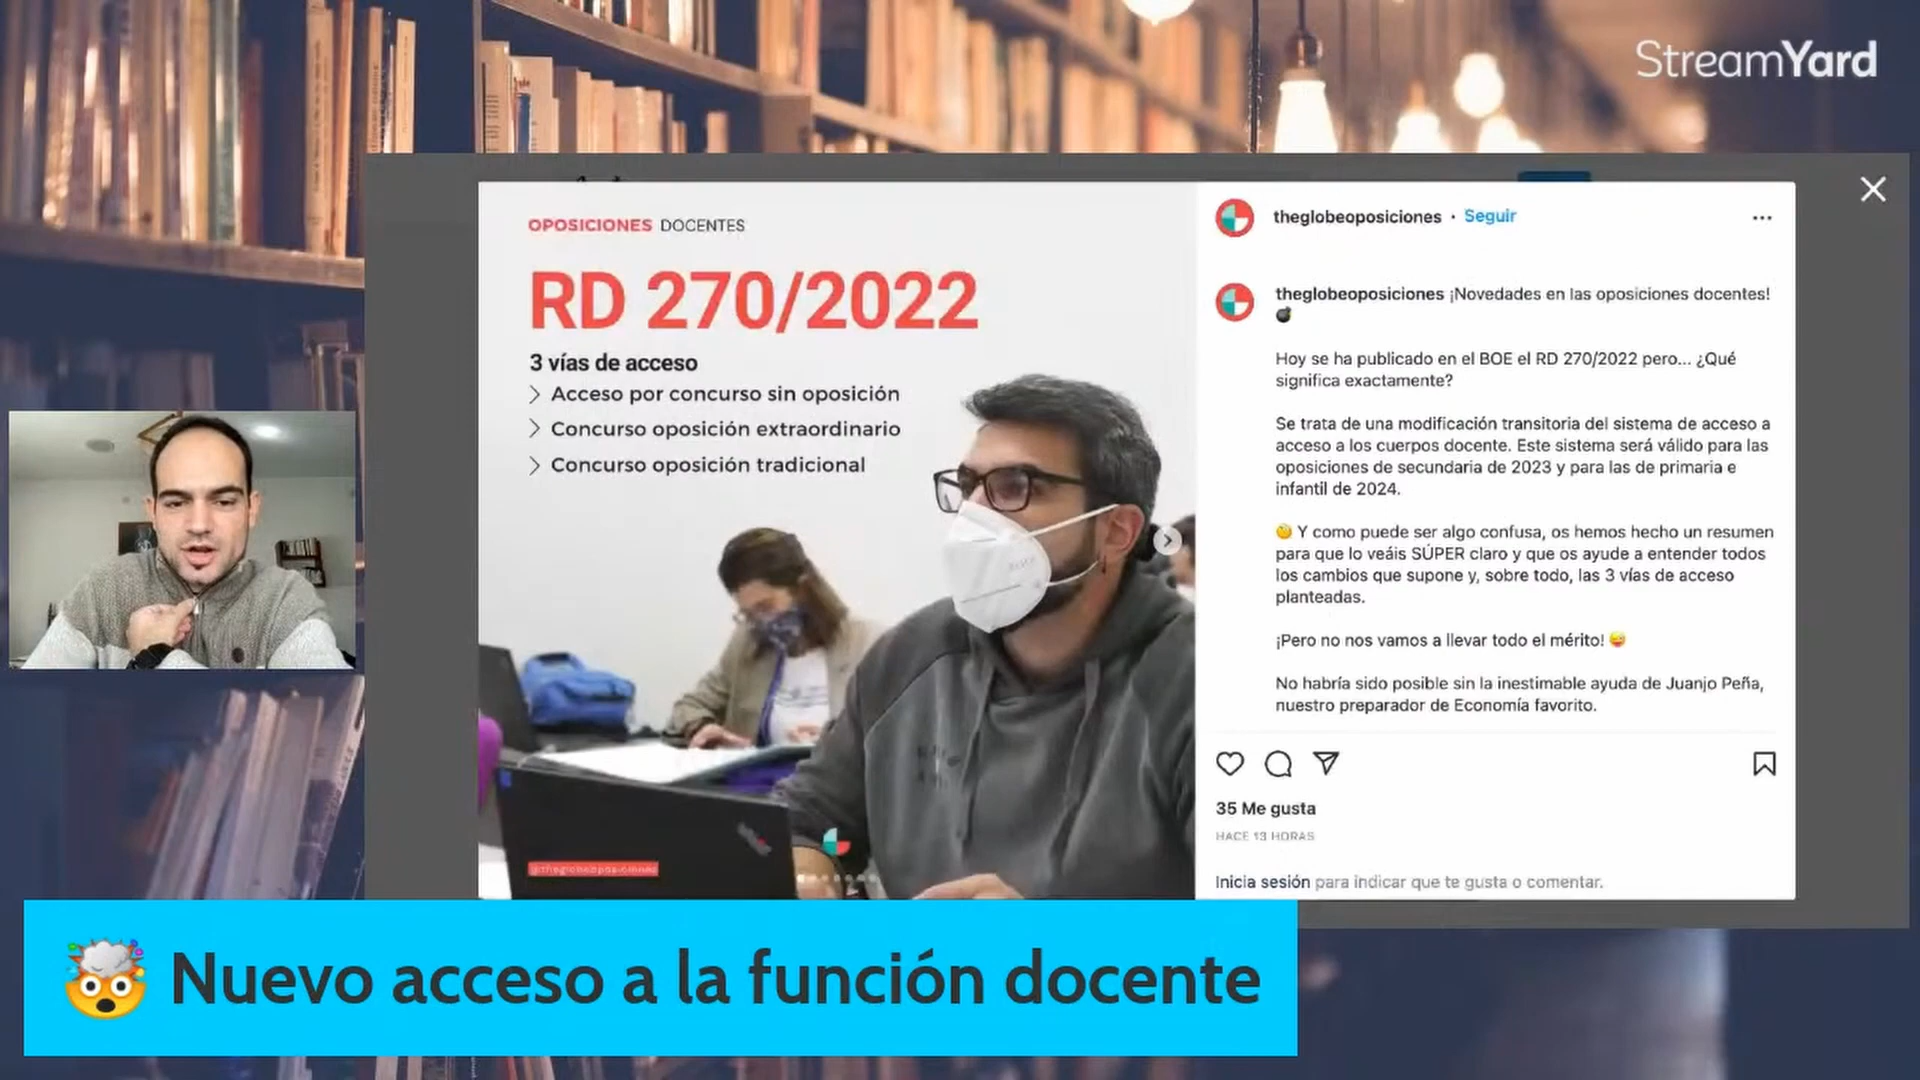 StreamYard
OPOSICIONES DOCENTES
RD 270/2022
3 vías de acceso
Acceso por concurso sin oposición
Concurso oposición extraordinario
Concurso oposición tradicional
@theglobeoposiciones
theglobeoposiciones • Seguir
theglobeoposiciones ¡Novedades en las oposiciones docentes!
💣
Hoy se ha publicado en el BOE el RD 270/2022 pero... ¿Qué
significa exactamente?
Se trata de una modificación transitoria del sistema de acceso a
acceso a los cuerpos docente. Este sistema será válido para las
oposiciones de secundaria de 2023 y para las de primaria e
infantil de 2024.
🧐 Y como puede ser algo confusa, os hemos hecho un resumen
para que lo veáis SÚPER claro y que os ayude a entender todos
los cambios que supone y, sobre todo, las 3 vías de acceso
planteadas.
¡Pero no nos vamos a llevar todo el mérito! 😜
No habría sido posible sin la inestimable ayuda de Juanjo Peña,
nuestro preparador de Economía favorito.
35 Me gusta
HACE 13 HORAS
Inicia sesión para indicar que te gusta o comentar.
🤯 Nuevo acceso a la función docente